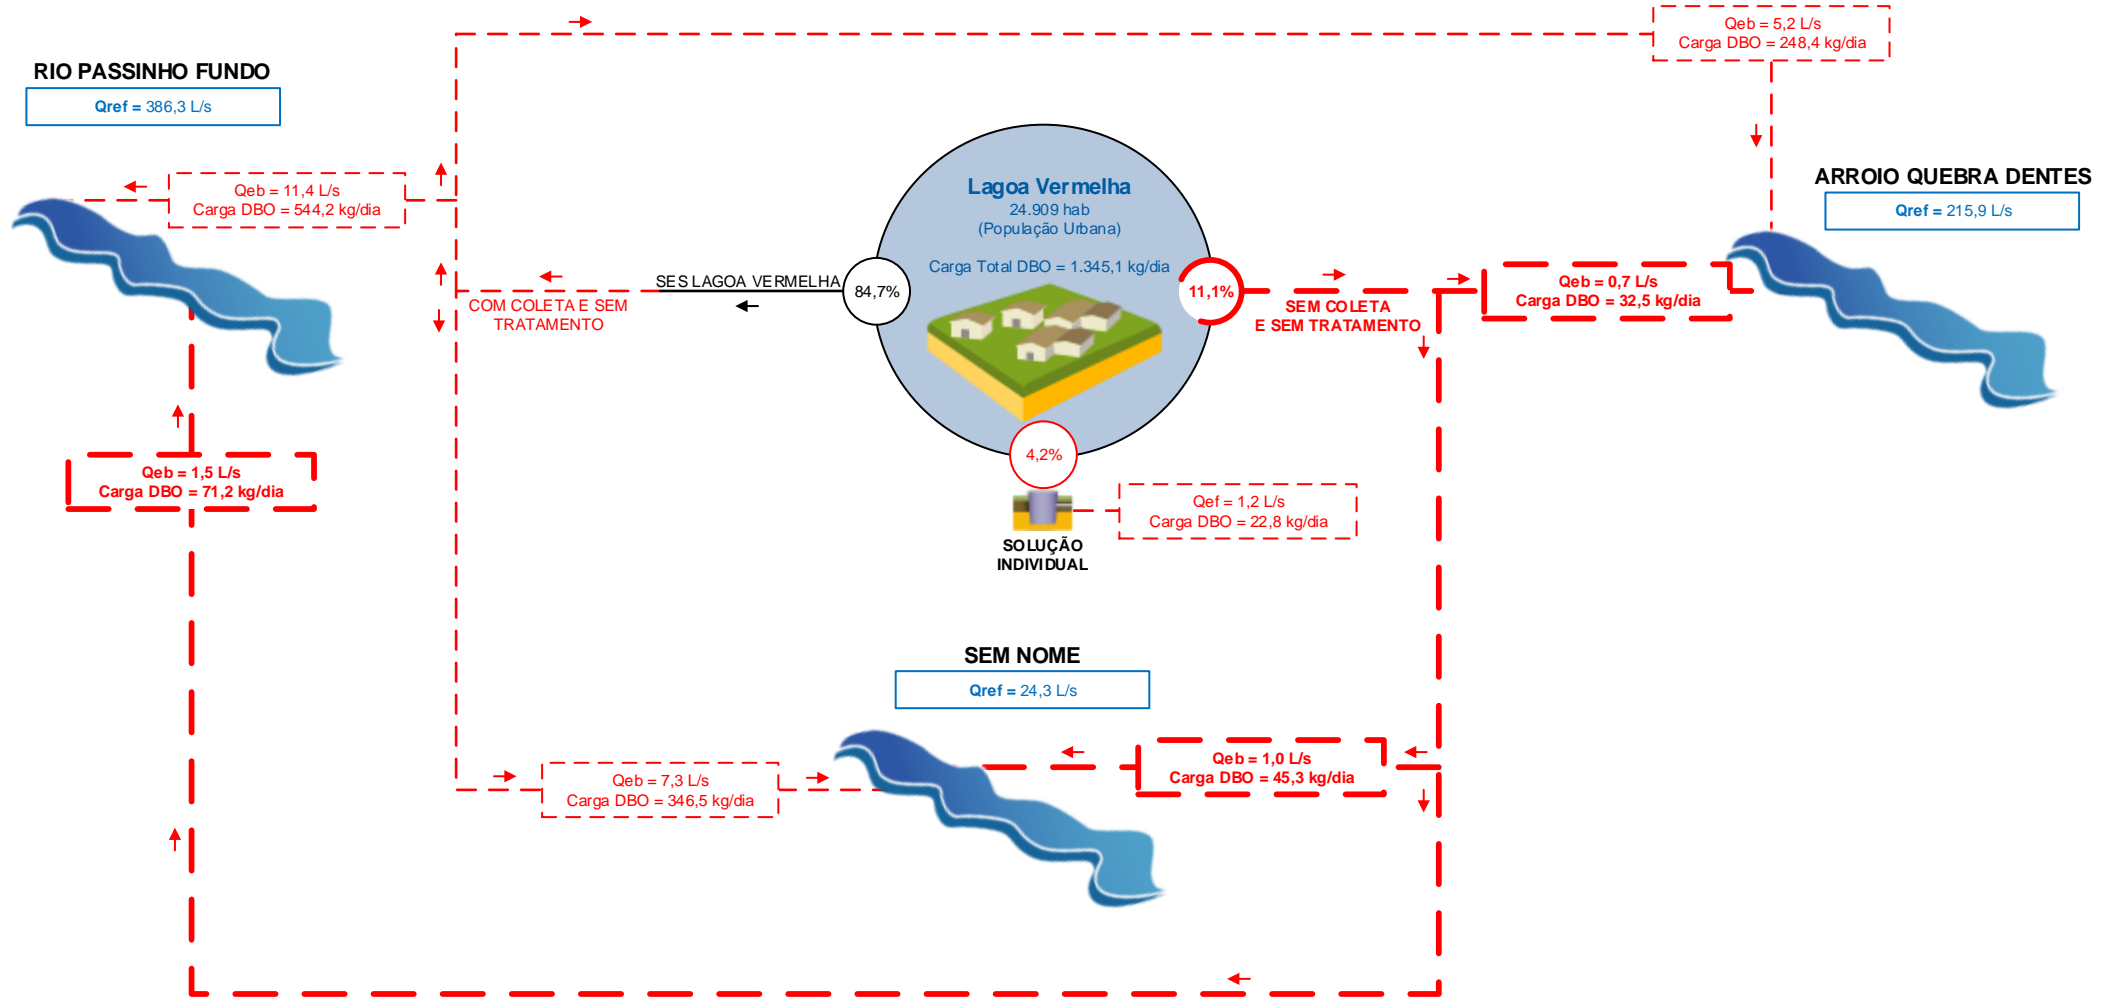 Qeb = 5,2 L/s
Carga DBO = 248,4 kg/dia
RIO PASSINHO FUNDO
Qref = 386,3 L/s
Qeb = 11,4 L/s
Carga DBO = 544,2 kg/dia
Lagoa Vermelha
24.909 hab
(População Urbana)
Carga Total DBO = 1.345,1 kg/dia
ARROIO QUEBRA DENTES
Qref = 215,9 L/s
SES LAGOA VERMELHA
84,7%
11,1%
COM COLETA E SEM
TRATAMENTO
SEM COLETA
E SEM TRATAMENTO
Qeb = 0,7 L/s
Carga DBO = 32,5 kg/dia
4,2%
Qeb = 1,5 L/s
Carga DBO = 71,2 kg/dia
Qef = 1,2 L/s
Carga DBO = 22,8 kg/dia
SOLUÇÃO
INDIVIDUAL
SEM NOME
Qref = 24,3 L/s
Qeb = 7,3 L/s
Carga DBO = 346,5 kg/dia
Qeb = 1,0 L/s
Carga DBO = 45,3 kg/dia